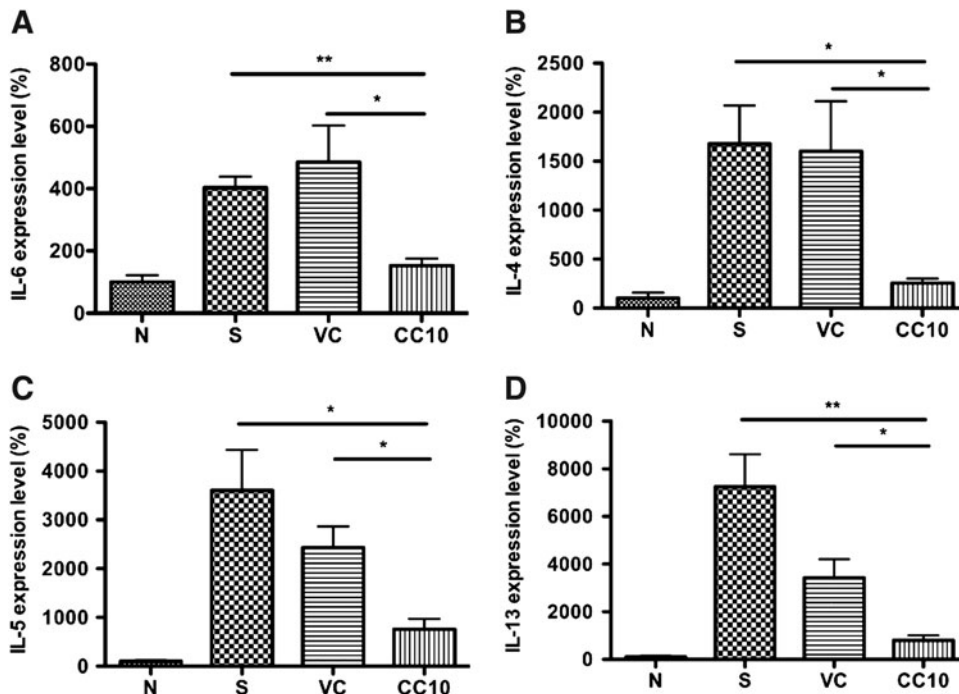 A
IL-6 expression level (%)
800
600
400
200
0
**
*
N S VC CC10
B
IL-4 expression level (%)
2500
2000
1500
1000
500
0
*
*
N S VC CC10
C
IL-5 expression level (%)
5000
4000
3000
2000
1000
0
*
*
N S VC CC10
D
IL-13 expression level (%)
10000
8000
6000
4000
2000
0
**
*
N S VC CC10